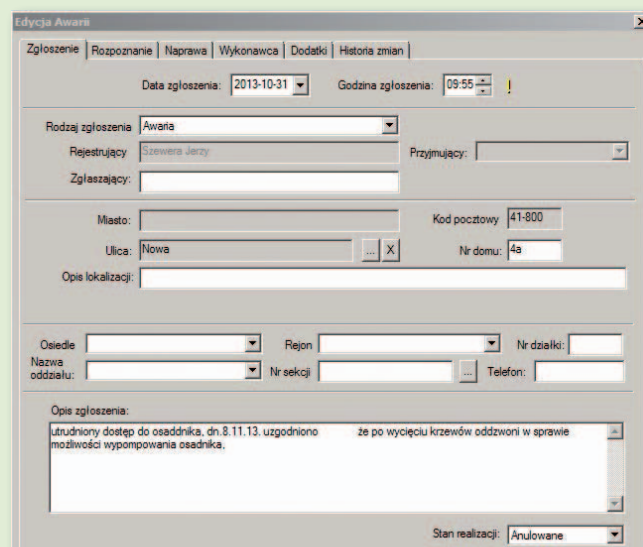 Edycja Awarii
Zgłoszenie Rozpoznanie Naprawa Wykonawca Dodatki Historia zmian
Data zgłoszenia: 2013-10-31 Godzina zgłoszenia: 09:55 !
Rodzaj zgłoszenia Awaria
Rejestrujący Szewera Jerzy Przyjmujący:
Zgłaszający:
Miasto: Kod pocztowy 41-800
Ulica: Nowa ... X Nr domu: 4a
Opis lokalizacji:
Osiedle Rejon Nr działki:
Nazwa oddziału: Nr sekcji ... Telefon:
Opis zgłoszenia:
utrudniony dostęp do osaddnika, dn.8.11.13. uzgodniono że po wycięciu krzewów oddzwoni w sprawie
możliwości wypompowania osadnika,
Stan realizacji: Anulowane